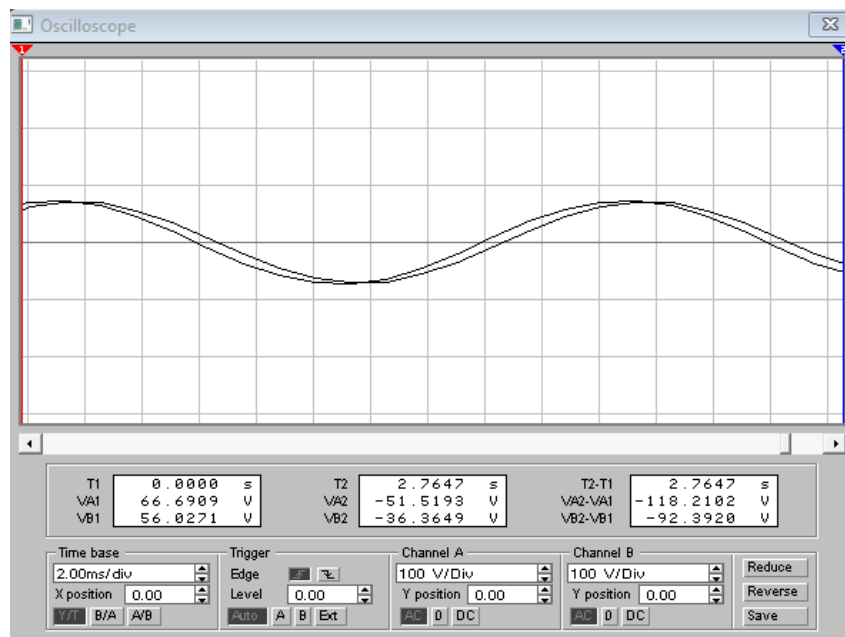 Oscilloscope
1 2
T1 0.0000 s T2 2.7647 s T2-T1 2.7647 s
VA1 66.6909 V VA2 -51.5193 V VA2-VA1 -118.2102 V
VB1 56.0271 V VB2 -36.3649 V VB2-VB1 -92.3920 V
Time base Trigger Channel A Channel B
2.00ms/div Edge 100 V/Div 100 V/Div Reduce
X position 0.00 Level 0.00 Y position 0.00 Y position 0.00 Reverse
Y/T B/A A/B Auto A B Ext AC 0 DC AC 0 DC Save